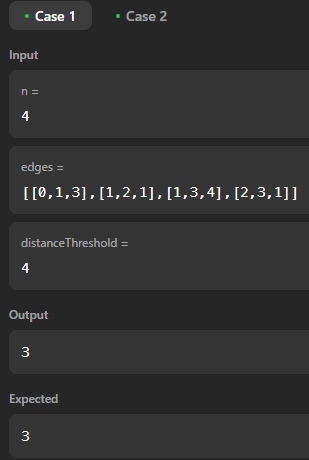 • Case 1 • Case 2
Input
n =
4
edges =
[[0,1,3],[1,2,1],[1,3,4],[2,3,1]]
distanceThreshold =
4
Output
3
Expected
3